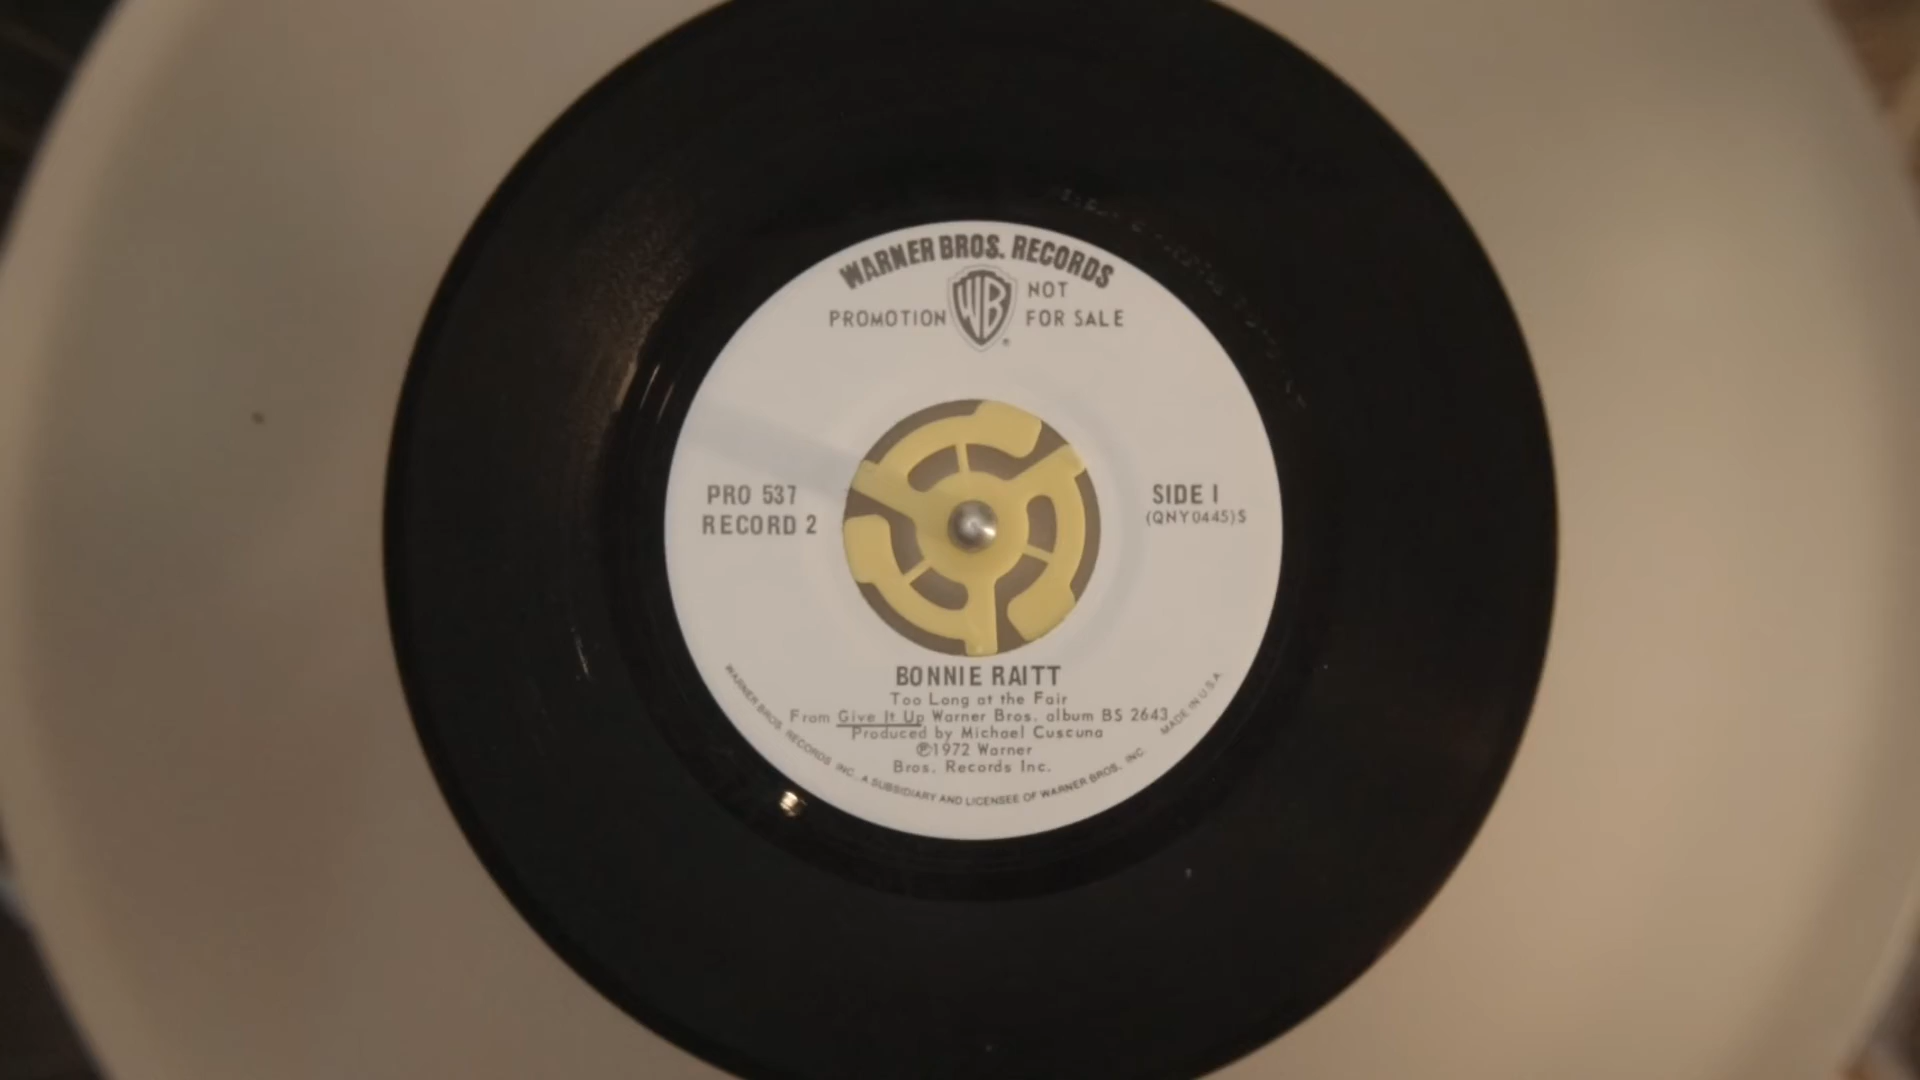 WARNER BROS. RECORDS
WB
NOT
PROMOTION FOR SALE
PRO 537
RECORD 2
SIDE 1
(QNY0445)S
BONNIE RAITT
Too Long at the Fair
From Give It Up Warner Bros. album BS 2643
Produced by Michael Cuscuna
℗1972 Warner
Bros. Records Inc.
WARNER BROS. RECORDS INC., A SUBSIDIARY AND LICENSEE OF WARNER BROS., INC. MADE IN U.S.A.